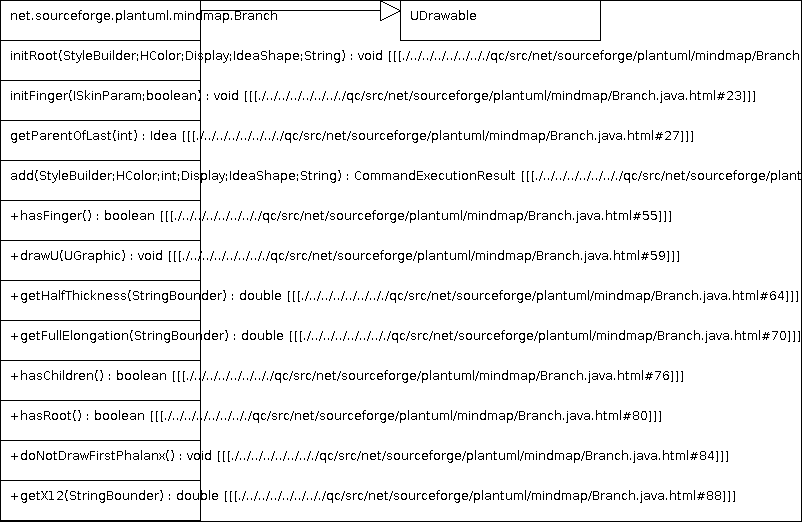 net.sourceforge.plantuml.mindmap.Branch
UDrawable
initRoot(StyleBuilder;HColor;Display;IdeaShape;String) : void [[[./../../../../../../../qc/src/net/sourceforge/plantuml/mindmap/Branch
initFinger(ISkinParam;boolean) : void [[[./../../../../../../../qc/src/net/sourceforge/plantuml/mindmap/Branch.java.html#23]]]
getParentOfLast(int) : Idea [[[./../../../../../../../qc/src/net/sourceforge/plantuml/mindmap/Branch.java.html#27]]]
add(StyleBuilder;HColor;int;Display;IdeaShape;String) : CommandExecutionResult [[[./../../../../../../../qc/src/net/sourceforge/plant
+hasFinger() : boolean [[[./../../../../../../../qc/src/net/sourceforge/plantuml/mindmap/Branch.java.html#55]]]
+drawU(UGraphic) : void [[[./../../../../../../../qc/src/net/sourceforge/plantuml/mindmap/Branch.java.html#59]]]
+getHalfThickness(StringBounder) : double [[[./../../../../../../../qc/src/net/sourceforge/plantuml/mindmap/Branch.java.html#64]]]
+getFullElongation(StringBounder) : double [[[./../../../../../../../qc/src/net/sourceforge/plantuml/mindmap/Branch.java.html#70]]]
+hasChildren() : boolean [[[./../../../../../../../qc/src/net/sourceforge/plantuml/mindmap/Branch.java.html#76]]]
+hasRoot() : boolean [[[./../../../../../../../qc/src/net/sourceforge/plantuml/mindmap/Branch.java.html#80]]]
+doNotDrawFirstPhalanx() : void [[[./../../../../../../../qc/src/net/sourceforge/plantuml/mindmap/Branch.java.html#84]]]
+getX12(StringBounder) : double [[[./../../../../../../../qc/src/net/sourceforge/plantuml/mindmap/Branch.java.html#88]]]